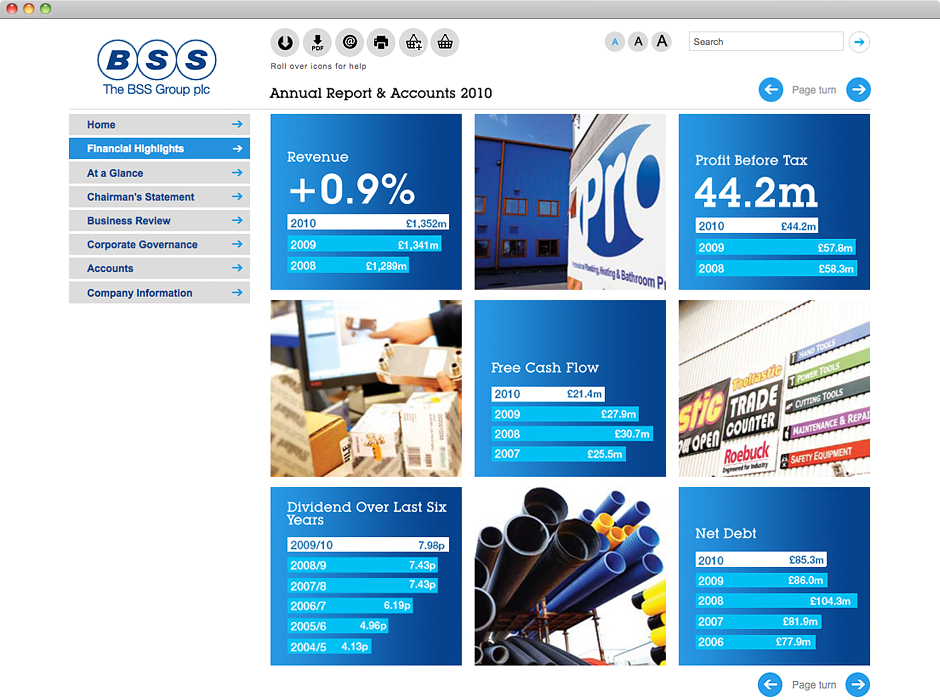 BSS
The BSS Group plc
PDF
Roll over icons for help
A A A
Search
Annual Report & Accounts 2010
Page turn
Home
Financial Highlights
At a Glance
Chairman's Statement
Business Review
Corporate Governance
Accounts
Company Information
Revenue
+0.9%
2010 £1,352m
2009 £1,341m
2008 £1,289m
pro
Professional Plumbing, Heating & Bathroom Pr
Profit Before Tax
44.2m
2010 £44.2m
2009 £57.8m
2008 £58.3m
Free Cash Flow
2010 £21.4m
2009 £27.9m
2008 £30.7m
2007 £25.5m
stic
OW OPEN
Tooltastic
TRADE
COUNTER
Roebuck
Engineered for Industry
HAND TOOLS
POWER TOOLS
CUTTING TOOLS
MAINTENANCE & REPAI
SAFETY EQUIPMENT
Dividend Over Last Six
Years
2009/10 7.98p
2008/9 7.43p
2007/8 7.43p
2006/7 6.19p
2005/6 4.96p
2004/5 4.13p
Net Debt
2010 £85.3m
2009 £86.0m
2008 £104.3m
2007 £81.9m
2006 £77.9m
Page turn